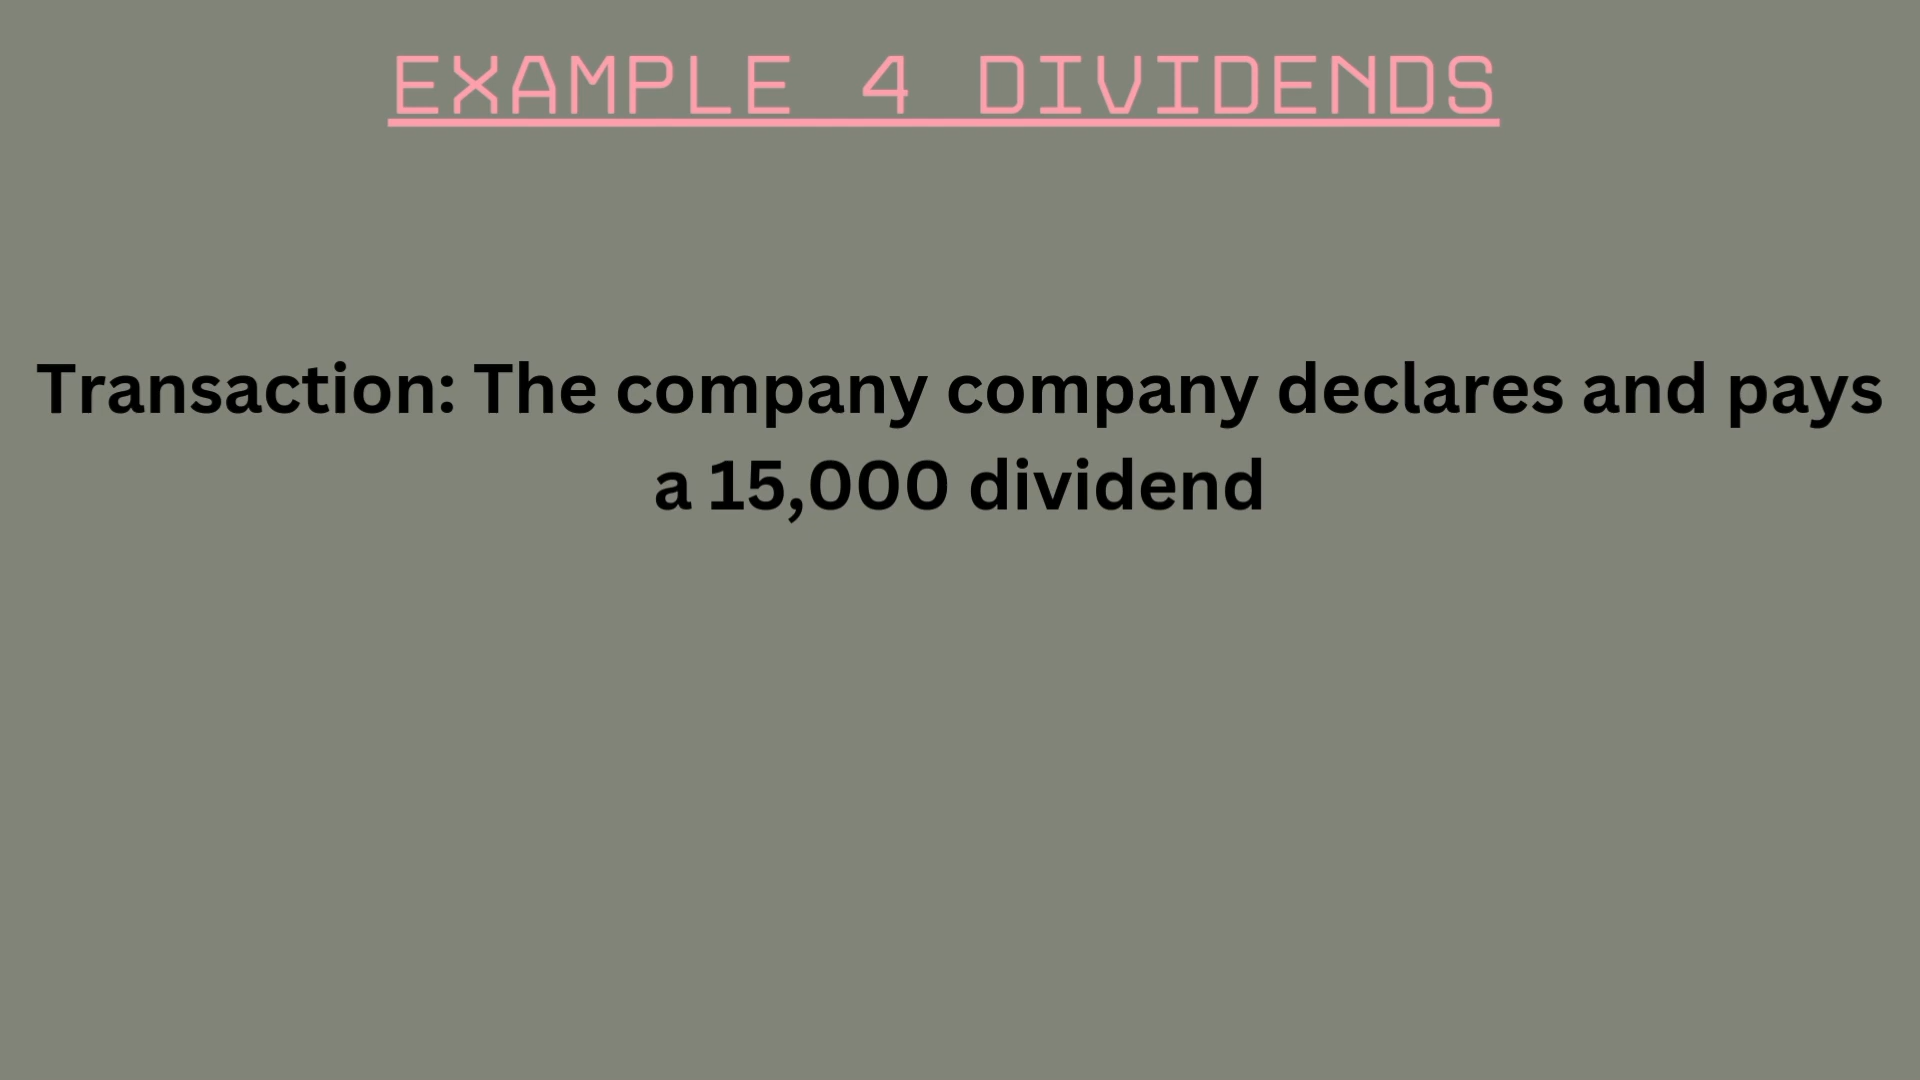 EXAMPLE 4 DIVIDENDS
Transaction: The company company declares and pays
a 15,000 dividend